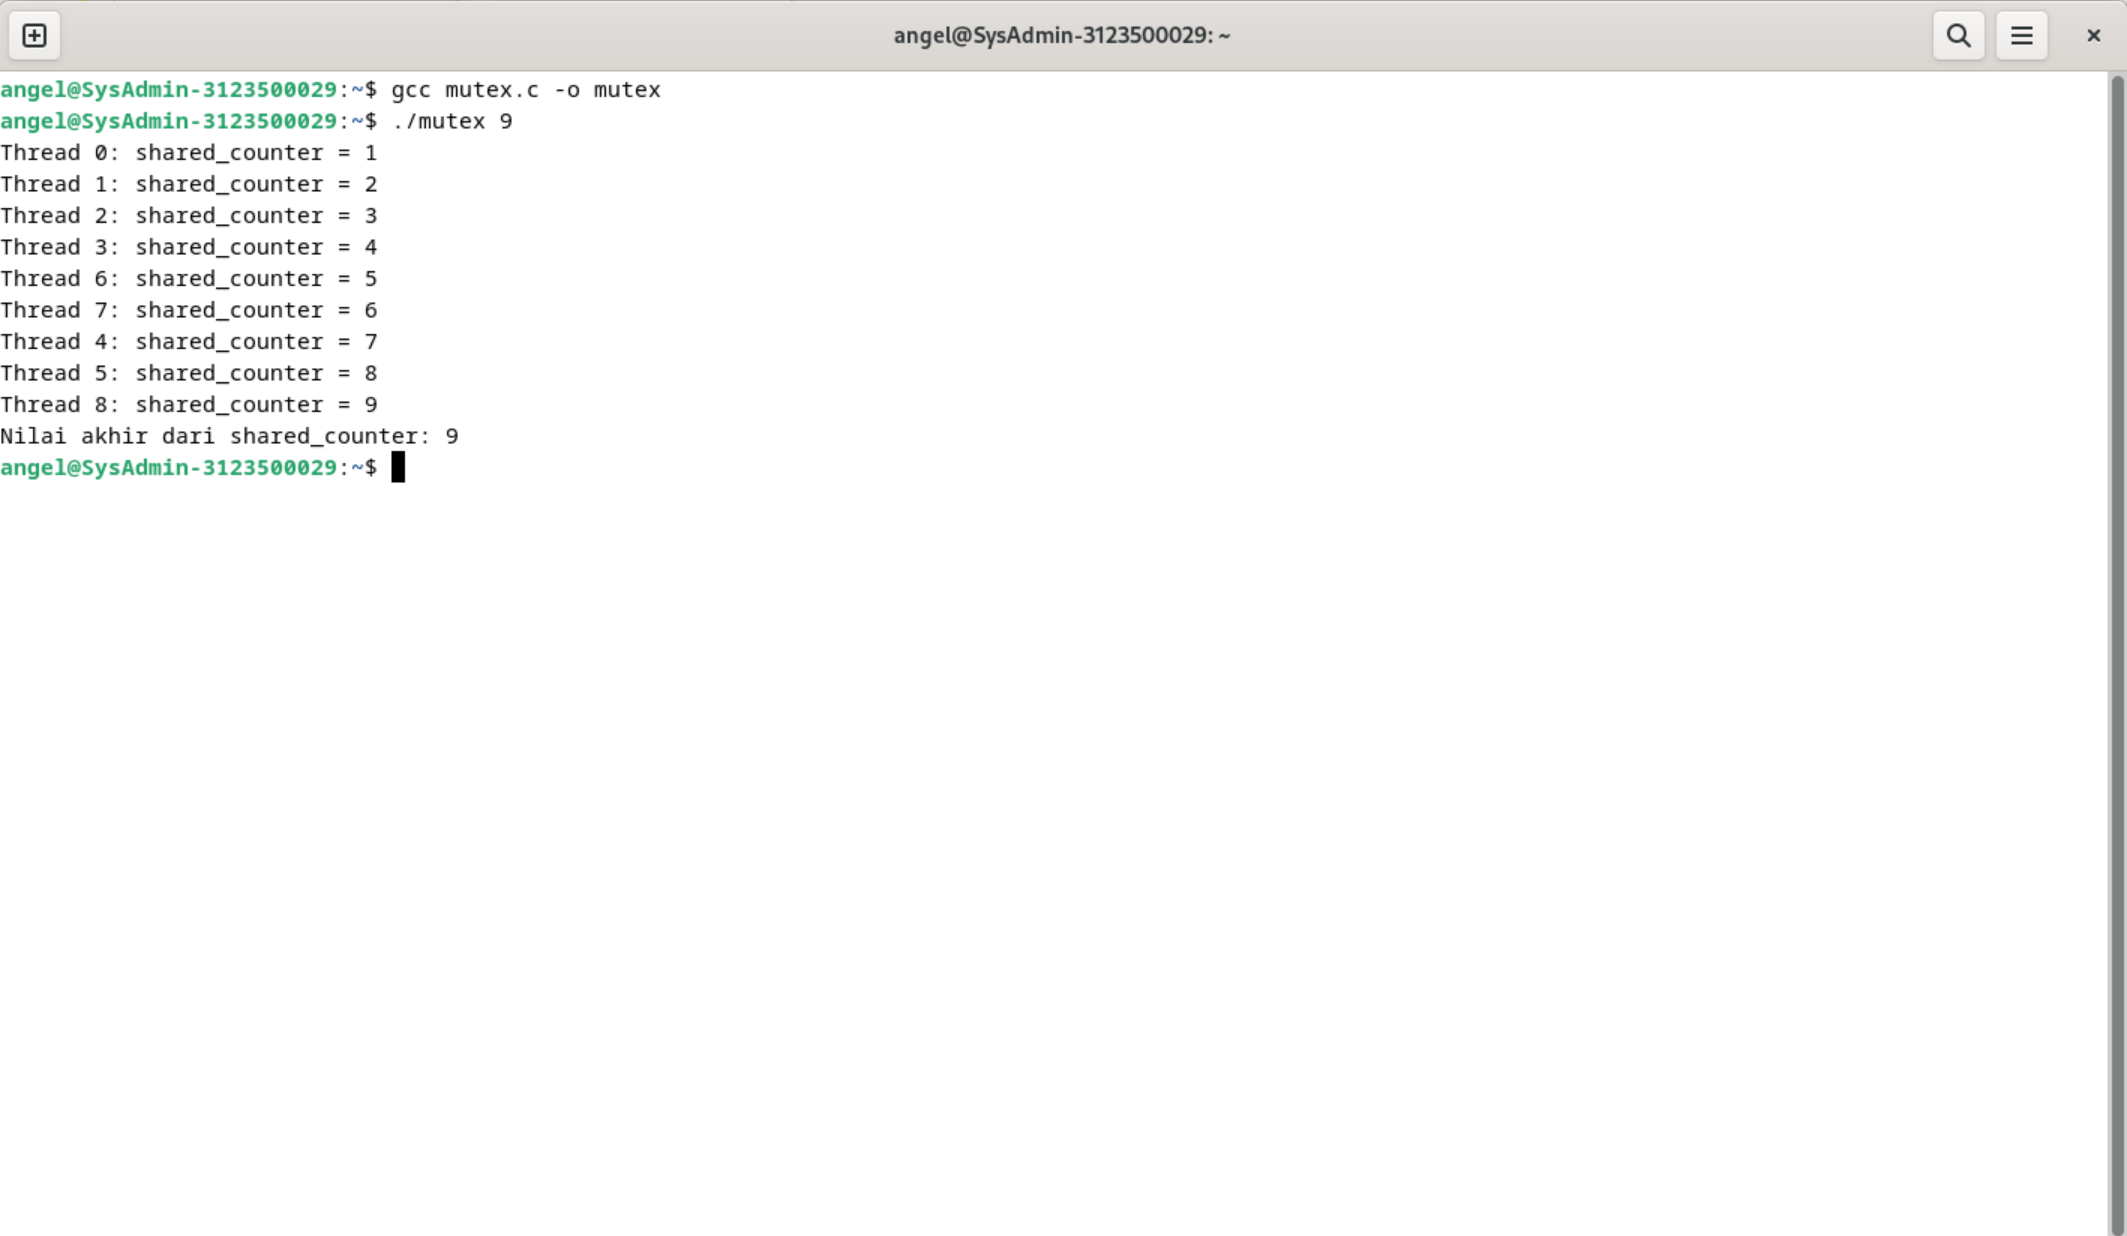 angel@SysAdmin-3123500029: ~
angel@SysAdmin-3123500029:~$ gcc mutex.c -o mutex
angel@SysAdmin-3123500029:~$ ./mutex 9
Thread 0: shared_counter = 1
Thread 1: shared_counter = 2
Thread 2: shared_counter = 3
Thread 3: shared_counter = 4
Thread 6: shared_counter = 5
Thread 7: shared_counter = 6
Thread 4: shared_counter = 7
Thread 5: shared_counter = 8
Thread 8: shared_counter = 9
Nilai akhir dari shared_counter: 9
angel@SysAdmin-3123500029:~$